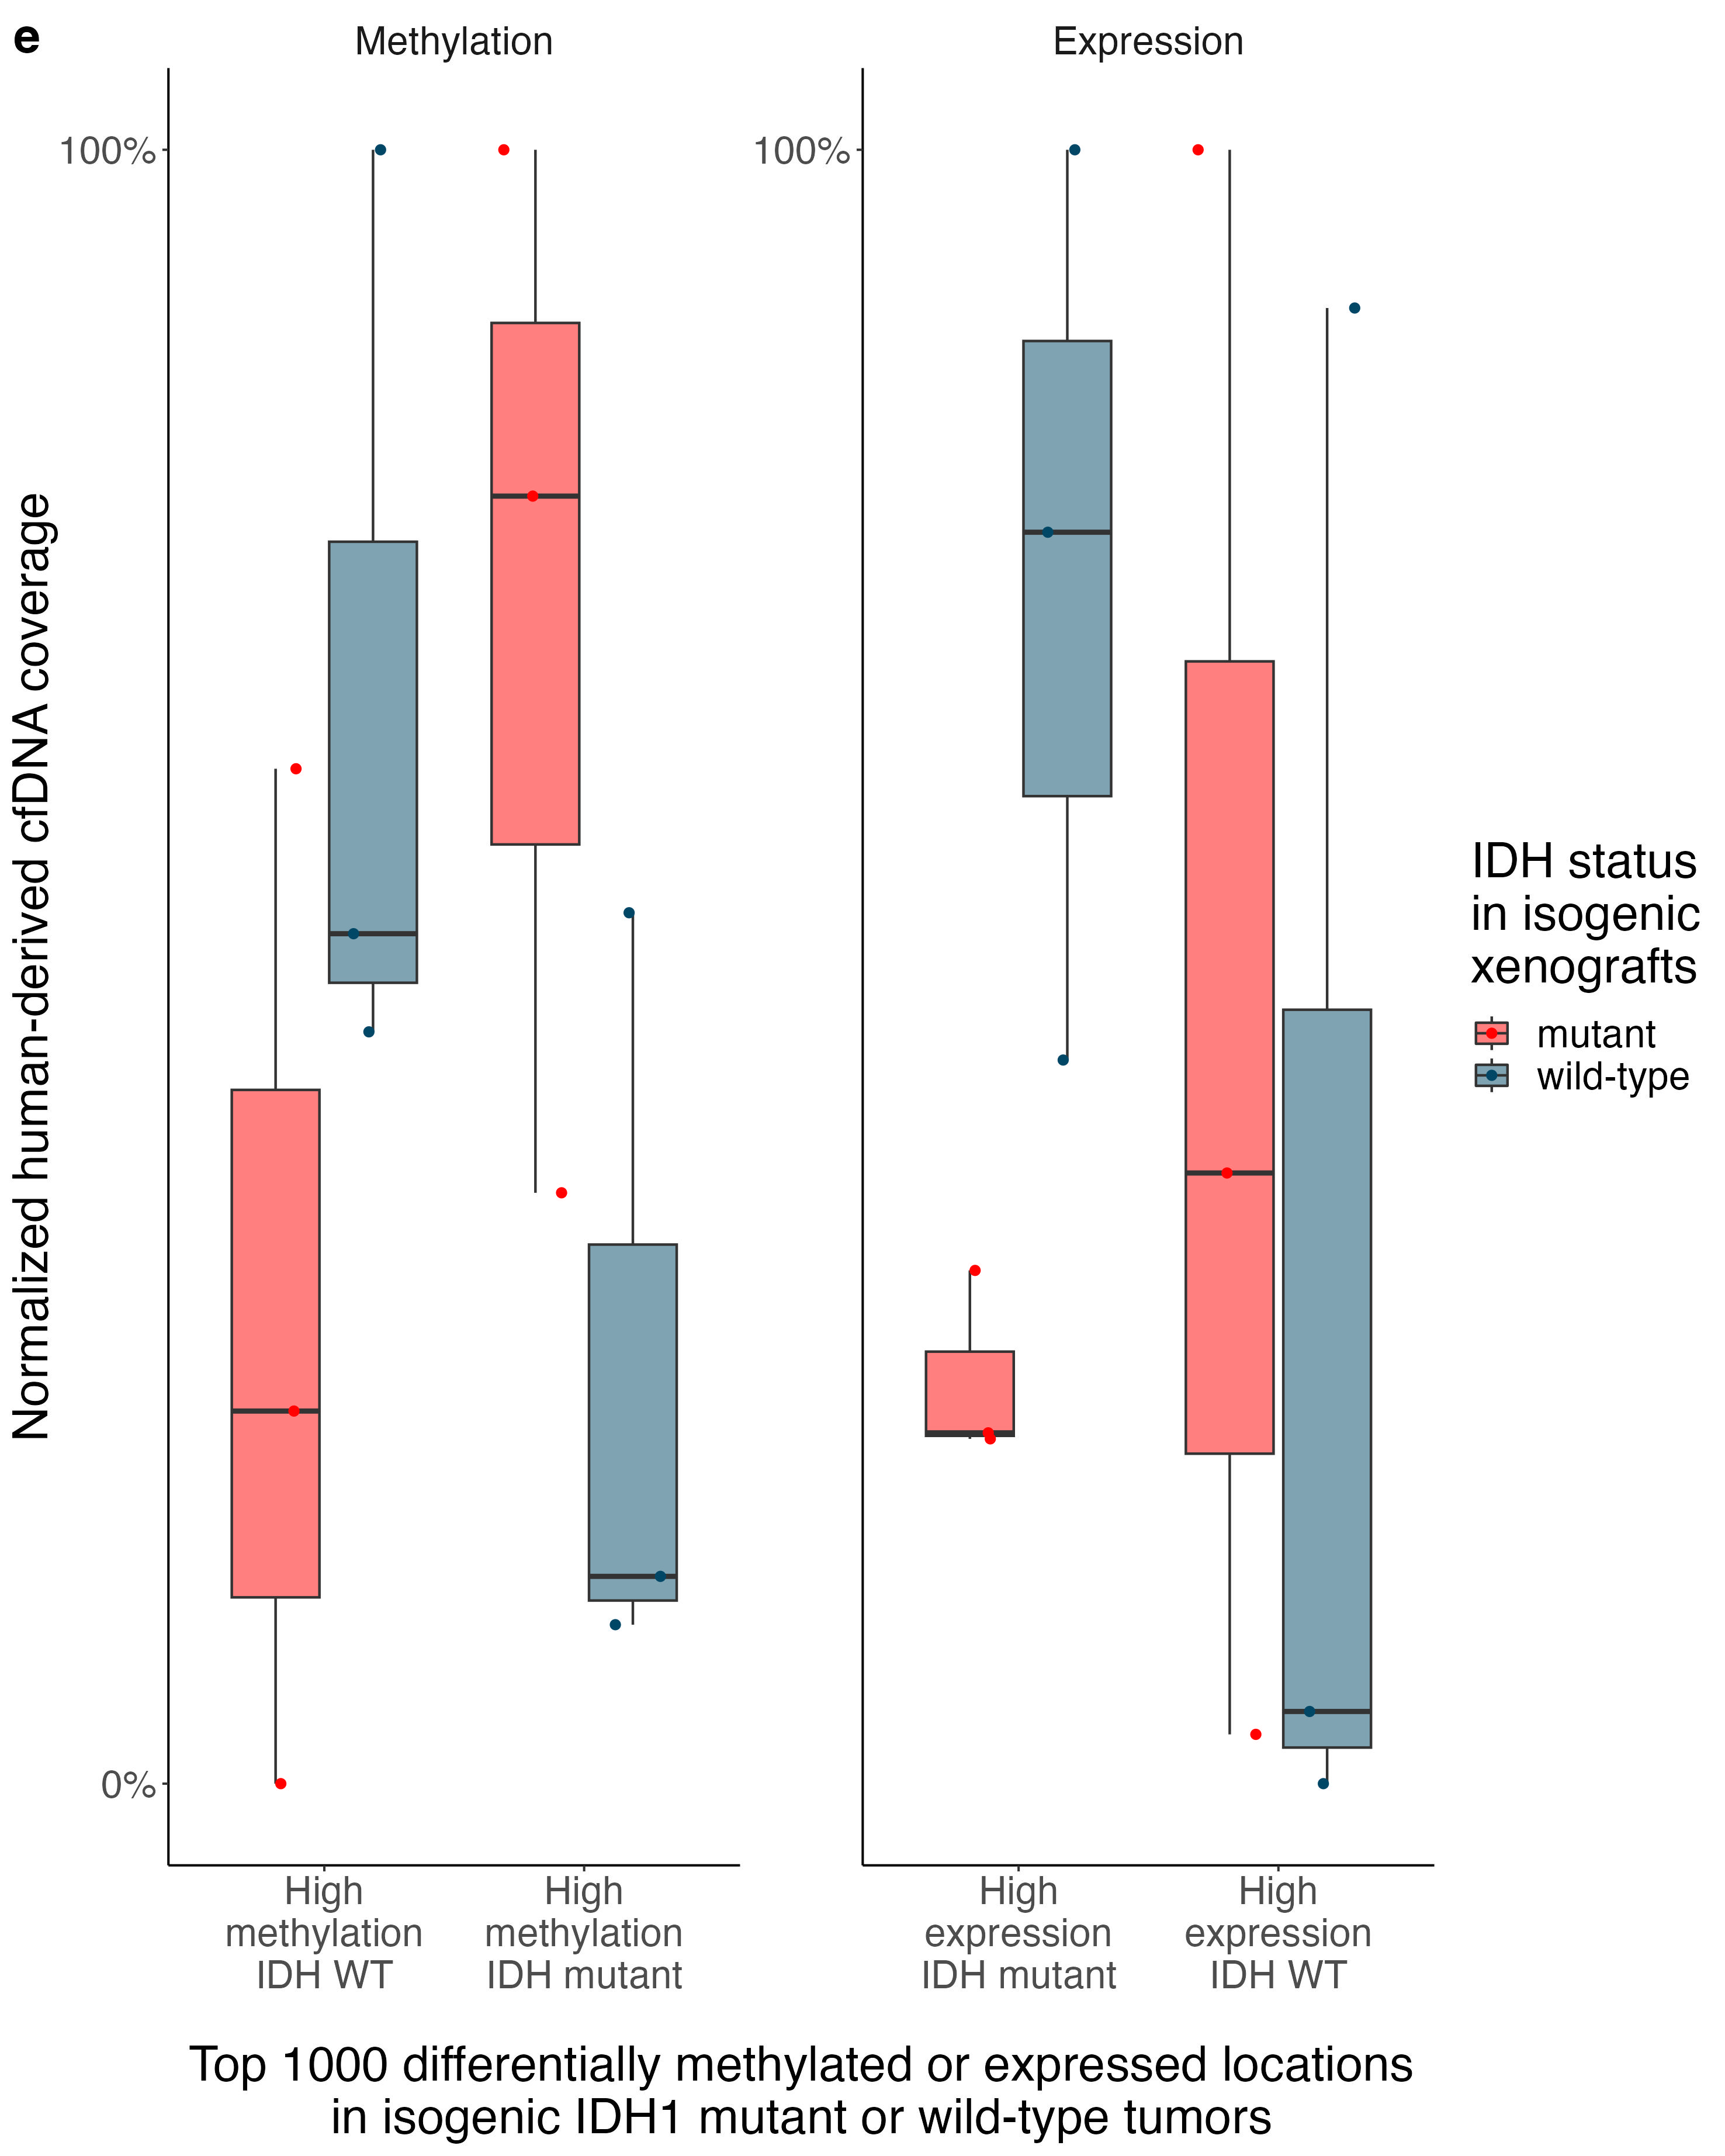 e
Methylation
Expression
100%
100%
0%
Normalized human-derived cfDNA coverage
High
methylation
IDH WT
High
methylation
IDH mutant
High
expression
IDH mutant
High
expression
IDH WT
Top 1000 differentially methylated or expressed locations
in isogenic IDH1 mutant or wild-type tumors
IDH status
in isogenic
xenografts
mutant
wild-type